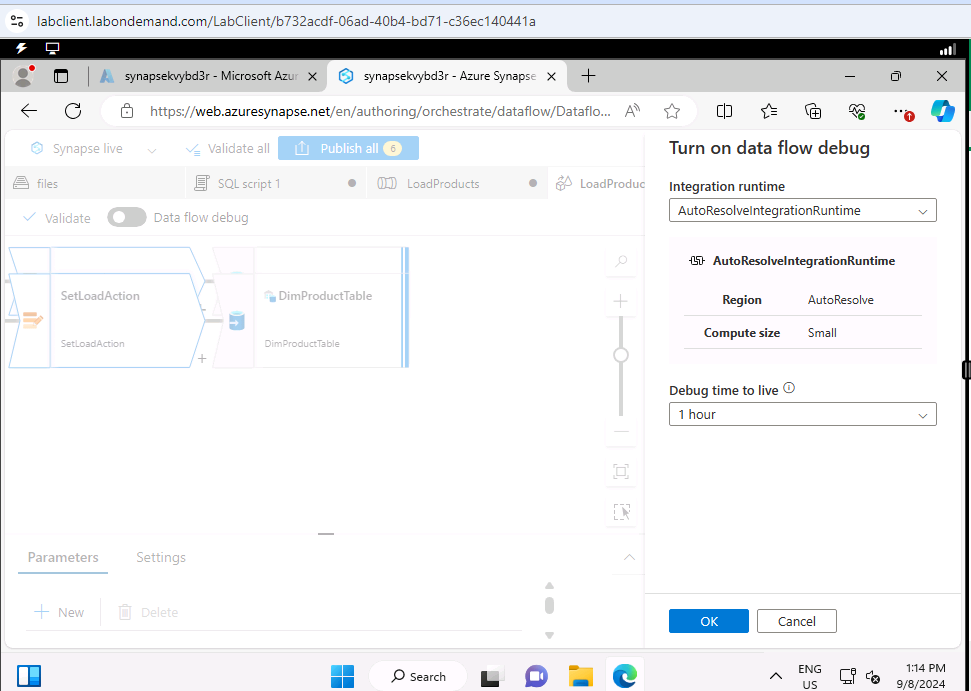 labclient.labondemand.com/LabClient/b732acdf-06ad-40b4-bd71-c36ec140441a
synapsekvybd3r - Microsoft Azur
synapsekvybd3r - Azure Synapse
https://web.azuresynapse.net/en/authoring/orchestrate/dataflow/Dataflo...
Synapse live
Validate all
Publish all
6
files
SQL script 1
LoadProducts
LoadProduc
Validate
Data flow debug
SetLoadAction
SetLoadAction
DimProductTable
DimProductTable
Parameters
Settings
New
Delete
Turn on data flow debug
Integration runtime
AutoResolveIntegrationRuntime
AutoResolveIntegrationRuntime
Region AutoResolve
Compute size Small
Debug time to live
1 hour
OK
Cancel
Search
ENG
US
1:14 PM
9/8/2024